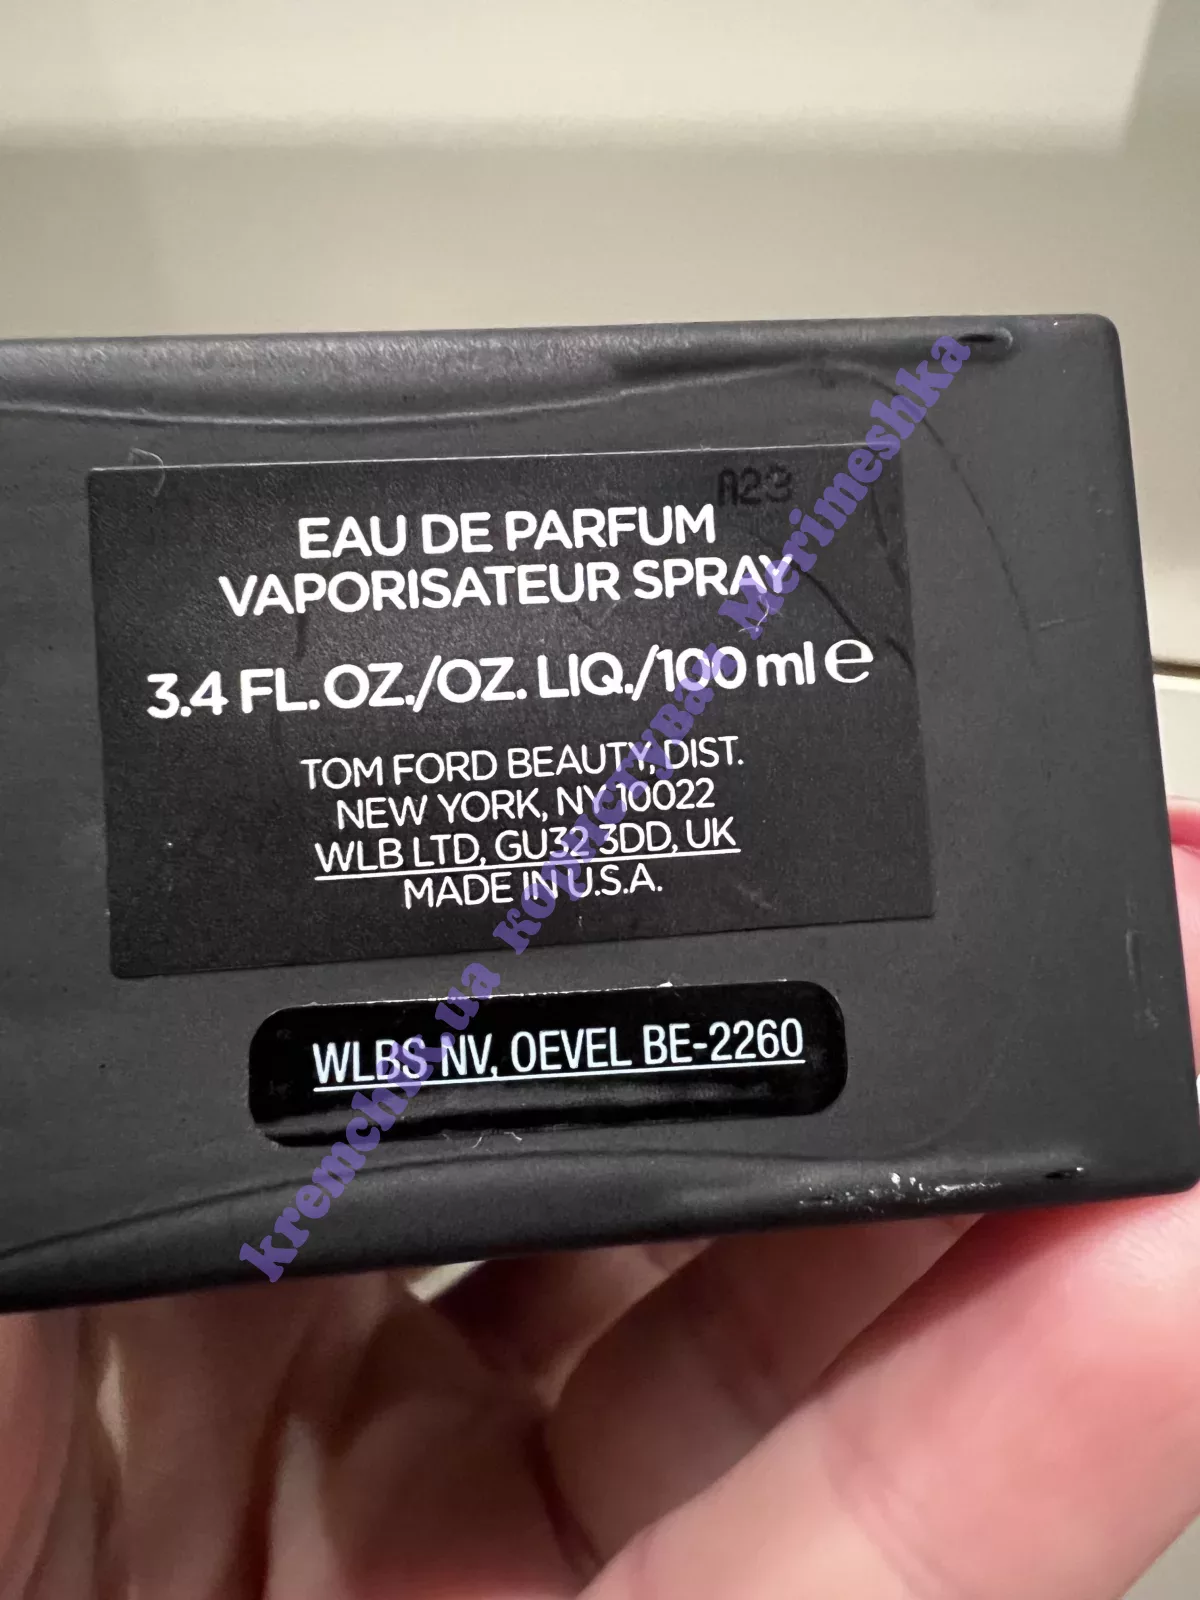 A23
EAU DE PARFUM
VAPORISATEUR SPRAY
3.4 FL.OZ./OZ. LIQ./100 ml ℮
TOM FORD BEAUTY, DIST.
NEW YORK, NY 10022
WLB LTD, GU32 3DD, UK
MADE IN U.S.A.
WLBS NV, OEVEL BE-2260
kremchik.ua користувач Merimeshka